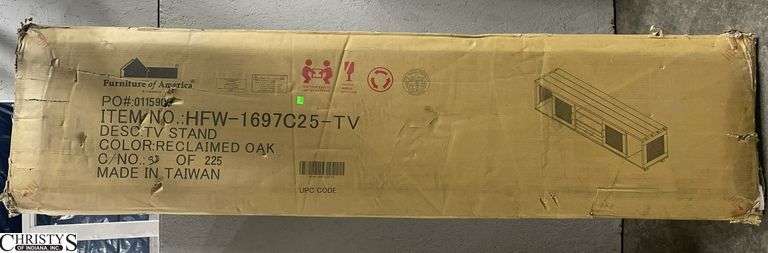 Furniture of America
PO#:0115909
ITEM NO.:HFW-1697C25-TV
DESC:TV STAND
COLOR:RECLAIMED OAK
C/NO.: OF 225
MADE IN TAIWAN
UPC CODE
CHRISTY'S
OF INDIANA, INC.